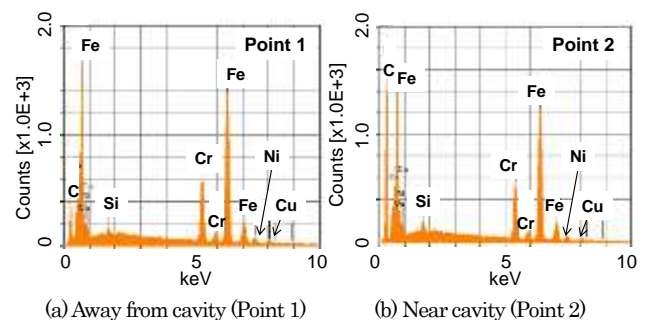 2.0
1.0
0
Counts [x1.0E+3]
Point 1
Fe
C
Si
Cr
Cr
Fe
Fe
Ni
Cu
0
5
10
keV
(a) Away from cavity (Point 1)
2.0
1.0
0
Counts [x1.0E+3]
Point 2
C Fe
Si
Cr
Cr
Fe
Fe
Ni
Cu
0
5
10
keV
(b) Near cavity (Point 2)